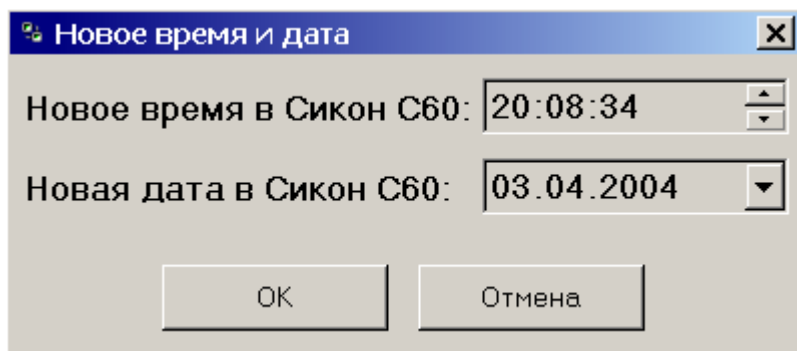 Новое время и дата
Новое время в Сикон С60: 20:08:34
Новая дата в Сикон С60: 03.04.2004
OK Отмена